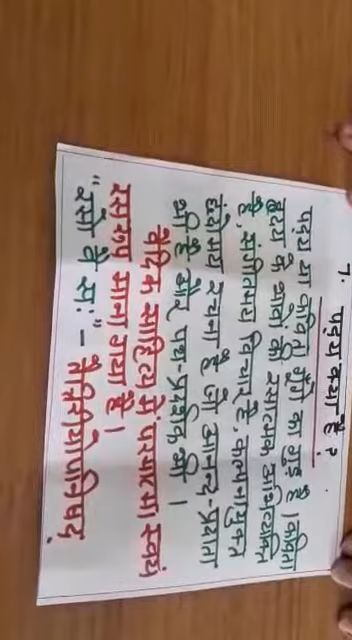 7. पद्य क्या है?
पद्य या कविता गूँगे का गुड़ है। कविता
हृदय के भावों की रसात्मक अभिव्यक्ति
है, संगीतमय विचार है, कल्पनायुक्त
छंदोमय रचना है जो आनन्द-प्रदाता
भी है और पथ-प्रदर्शक भी।
वैदिक साहित्य में परमात्मा स्वयं
रसरूप माना गया है।
"रसो वै सः" - तैत्तिरीयोपनिषद्